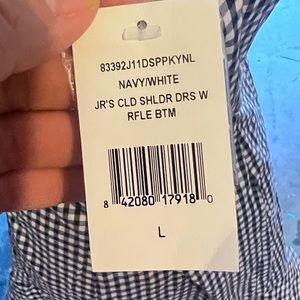 83392J11DSPPKYNL
NAVY/WHITE
JR'S CLD SHLDR DRS W
RFLE BTM
8 42080 17918 0
L